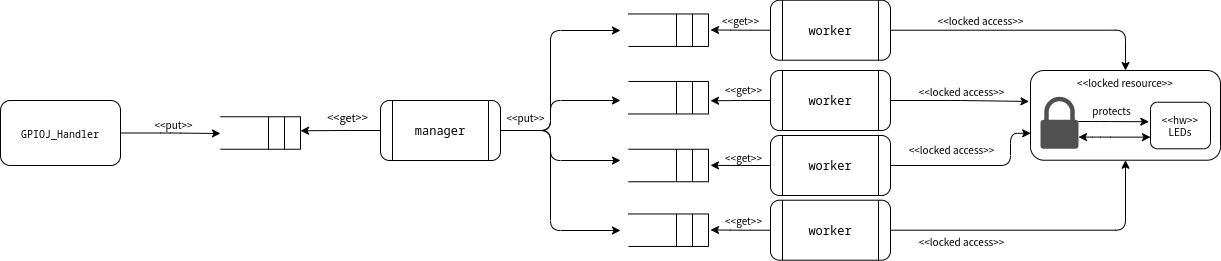 GPIOJ_Handler
<<put>>
<<get>>
manager
<<put>>
<<get>>
worker
<<locked access>>
<<get>>
worker
<<locked access>>
<<get>>
worker
<<locked access>>
<<get>>
worker
<<locked access>>
<<locked resource>>
protects
<<hw>>
LEDs